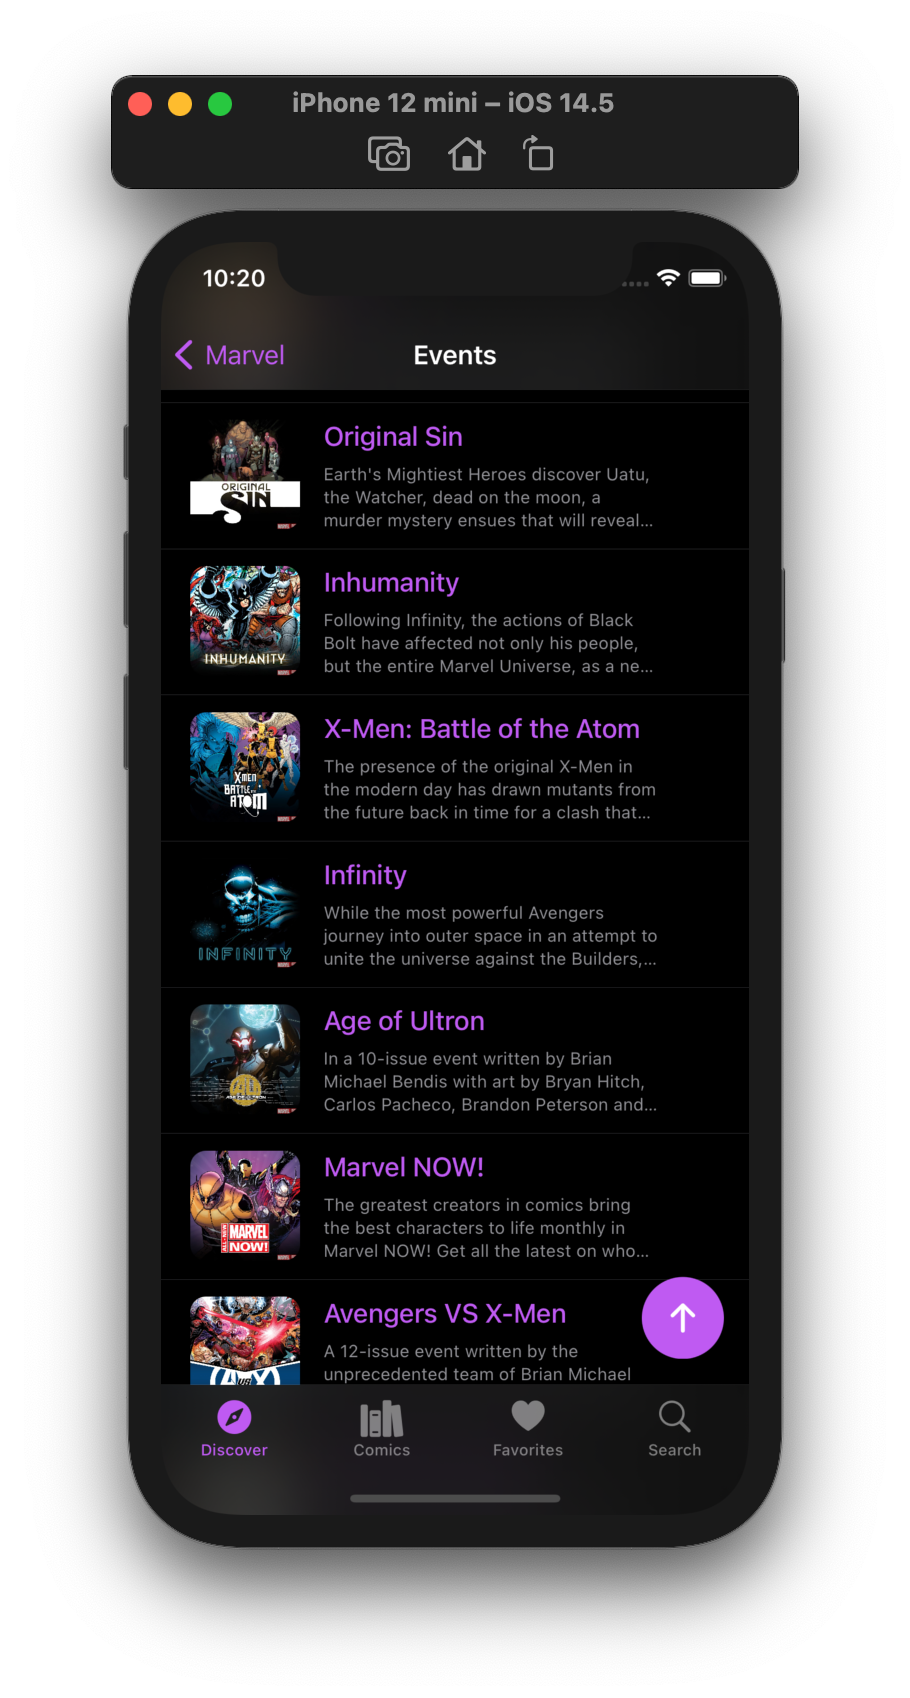 iPhone 12 mini – iOS 14.5
10:20
Marvel
Events
ORIGINAL
SIN
Original Sin
Earth's Mightiest Heroes discover Uatu,
the Watcher, dead on the moon, a
murder mystery ensues that will reveal...
INHUMANITY
Inhumanity
Following Infinity, the actions of Black
Bolt have affected not only his people,
but the entire Marvel Universe, as a ne...
X-MEN
BATTLE OF THE
ATOM
X-Men: Battle of the Atom
The presence of the original X-Men in
the modern day has drawn mutants from
the future back in time for a clash that...
INFINITY
Infinity
While the most powerful Avengers
journey into outer space in an attempt to
unite the universe against the Builders,...
AGE OF ULTRON
Age of Ultron
In a 10-issue event written by Brian
Michael Bendis with art by Bryan Hitch,
Carlos Pacheco, Brandon Peterson and...
MARVEL
NOW!
Marvel NOW!
The greatest creators in comics bring
the best characters to life monthly in
Marvel NOW! Get all the latest on who...
Avengers VS X-Men
A 12-issue event written by the
unprecedented team of Brian Michael
Discover
Comics
Favorites
Search